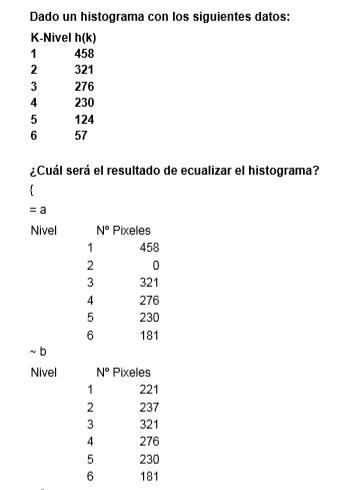 Dado un histograma con los siguientes datos:
K-Nivel h(k)
1 458
2 321
3 276
4 230
5 124
6 57
¿Cuál será el resultado de ecualizar el histograma?
{
= a
Nivel Nº Pixeles
1 458
2 0
3 321
4 276
5 230
6 181
~ b
Nivel Nº Pixeles
1 221
2 237
3 321
4 276
5 230
6 181